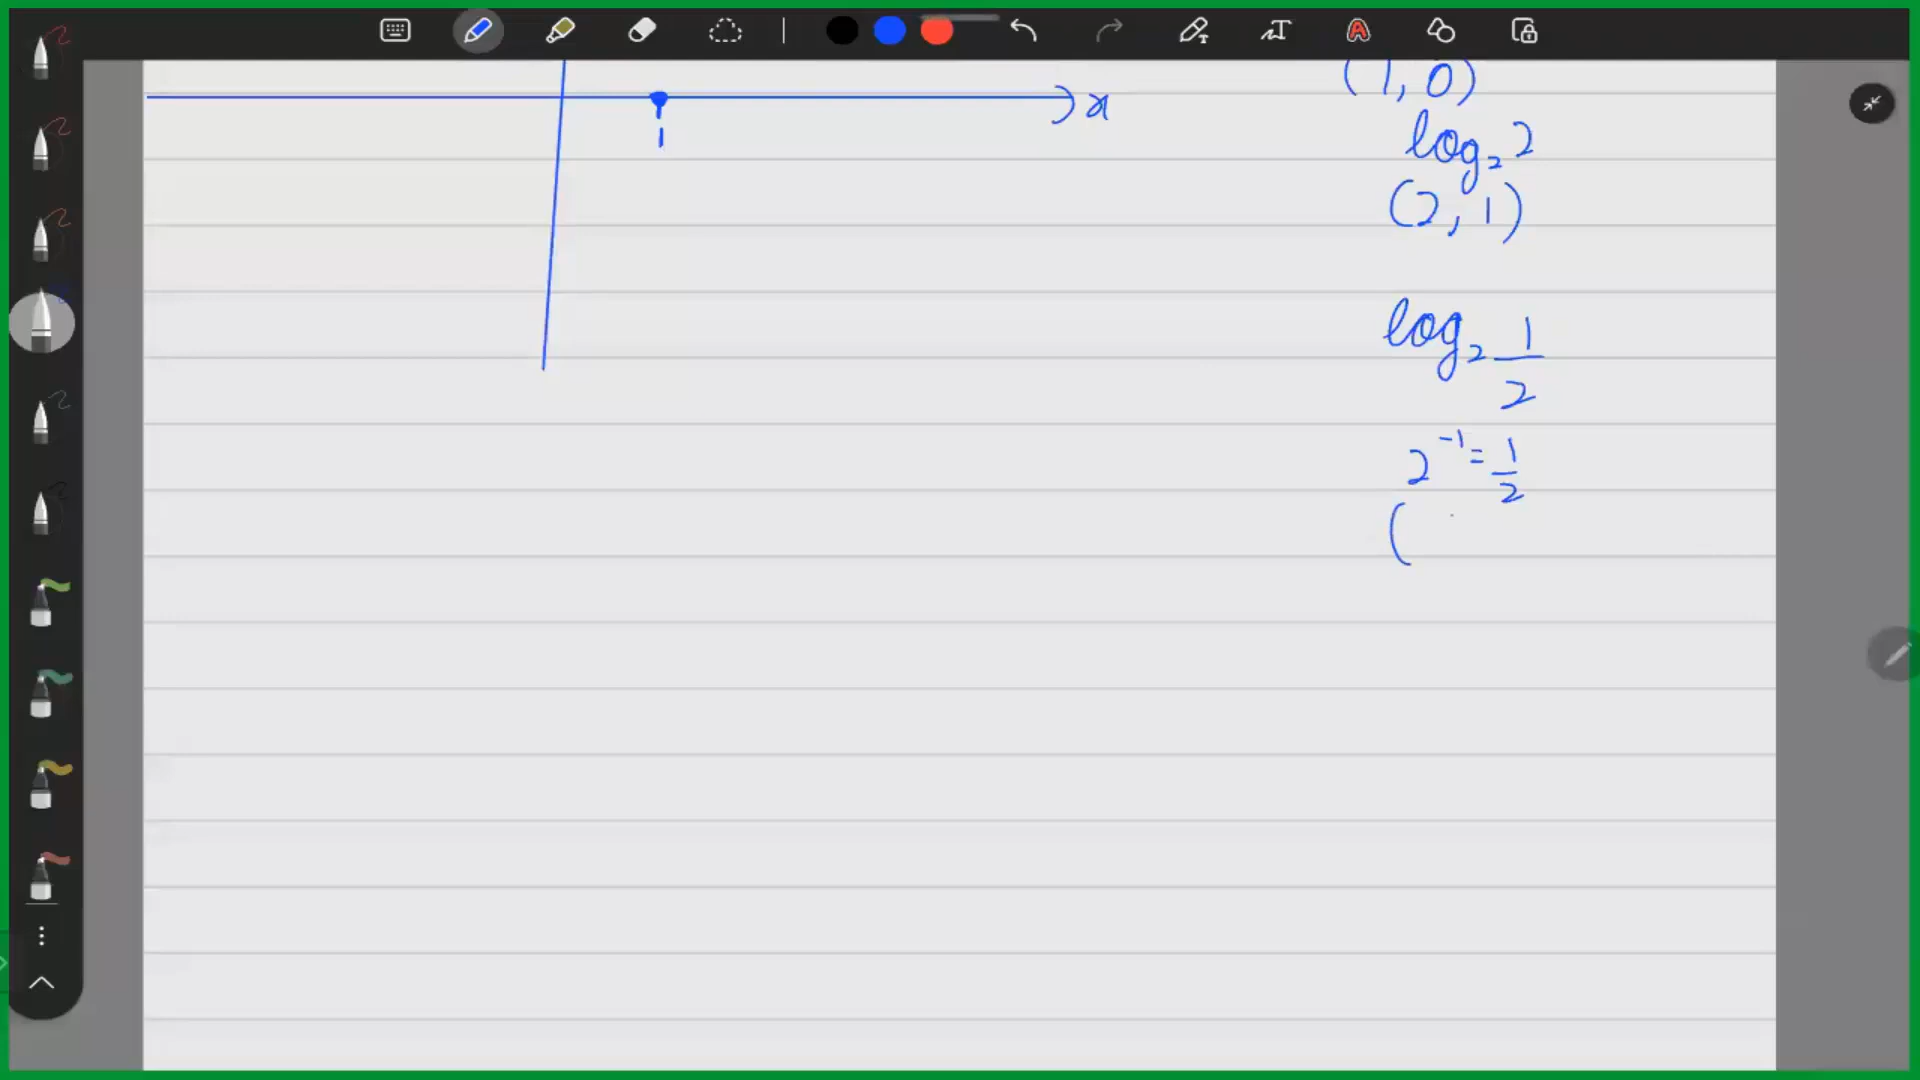 x
1
(1, 0)
log₂ 2
(2, 1)
log₂ 1/2
2⁻¹ = 1/2
(